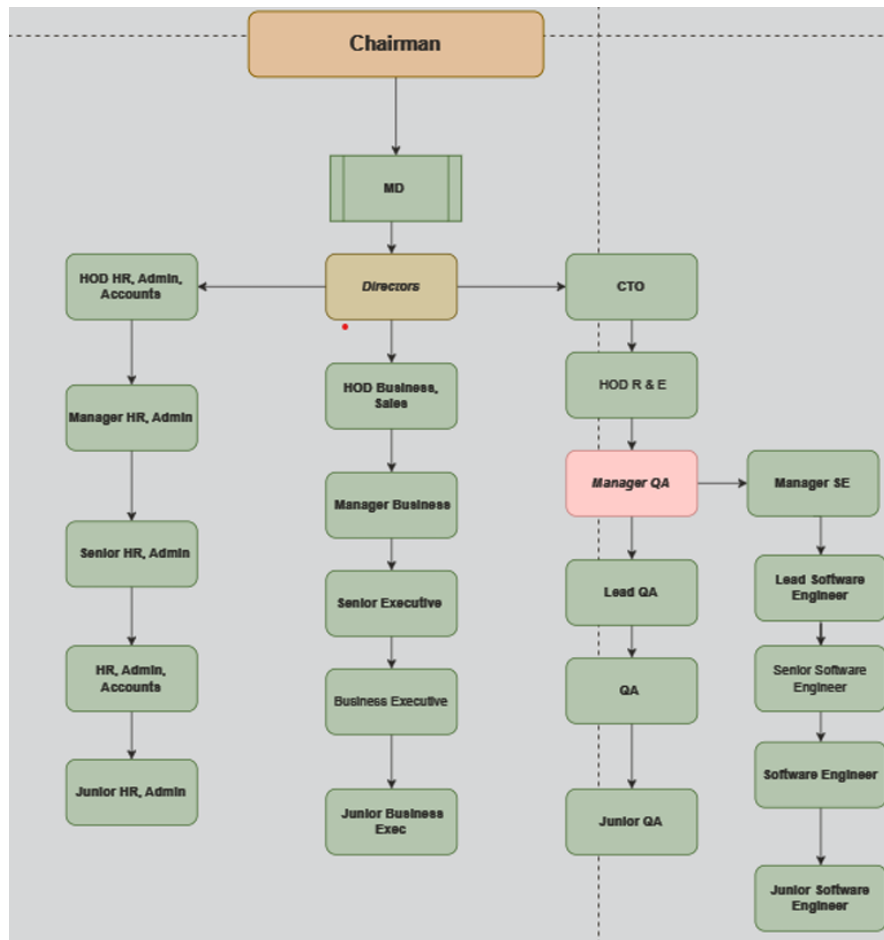 Chairman
MD
HOD HR, Admin,
Accounts
Directors
CTO
HOD Business,
Sales
HOD R & E
Manager HR, Admin
Manager Business
Manager QA
Manager SE
Senior HR, Admin
Senior Executive
Lead QA
Lead Software
Engineer
HR, Admin,
Accounts
Business Executive
QA
Senior Software
Engineer
Junior HR, Admin
Junior Business
Exec
Junior QA
Software Engineer
Junior Software
Engineer